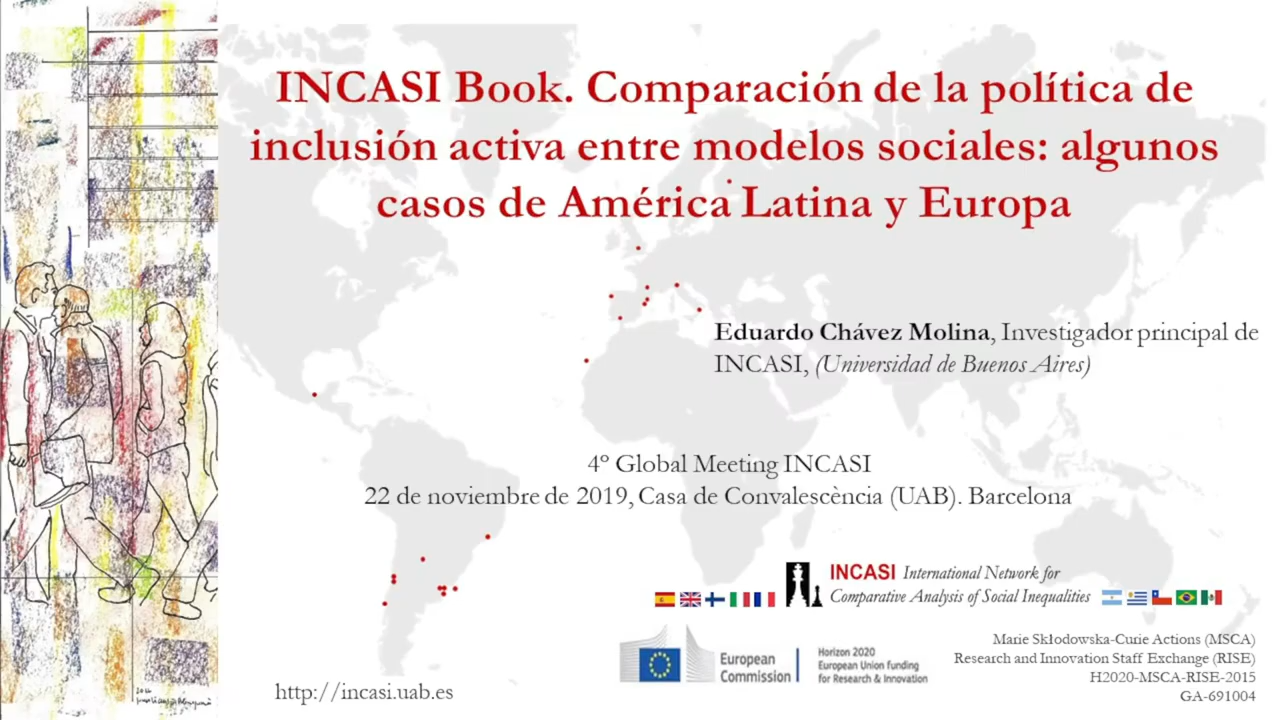 INCASI Book. Comparación de la política de
inclusión activa entre modelos sociales: algunos
casos de América Latina y Europa
Eduardo Chávez Molina, Investigador principal de
INCASI, (Universidad de Buenos Aires)
4º Global Meeting INCASI
22 de noviembre de 2019, Casa de Convalescència (UAB). Barcelona
INCASI International Network for
Comparative Analysis of Social Inequalities
European
Commission
Horizon 2020
European Union funding
for Research & Innovation
Marie Skłodowska-Curie Actions (MSCA)
Research and Innovation Staff Exchange (RISE)
H2020-MSCA-RISE-2015
GA-691004
http://incasi.uab.es